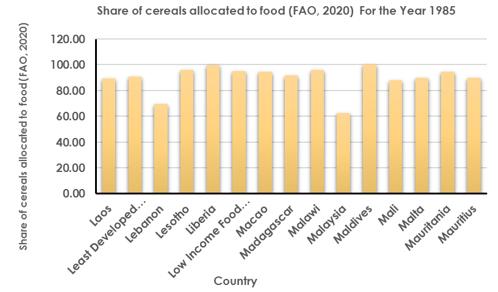 Share of cereals allocated to food (FAO, 2020)  For the Year 1985
Share of cereals allocated to food (FAO, 2020)
120.00
100.00
80.00
60.00
40.00
20.00
0.00
Laos
Least Developed…
Lebanon
Lesotho
Liberia
Low Income Food…
Macao
Madagascar
Malawi
Malaysia
Maldives
Mali
Malta
Mauritania
Mauritius
Country